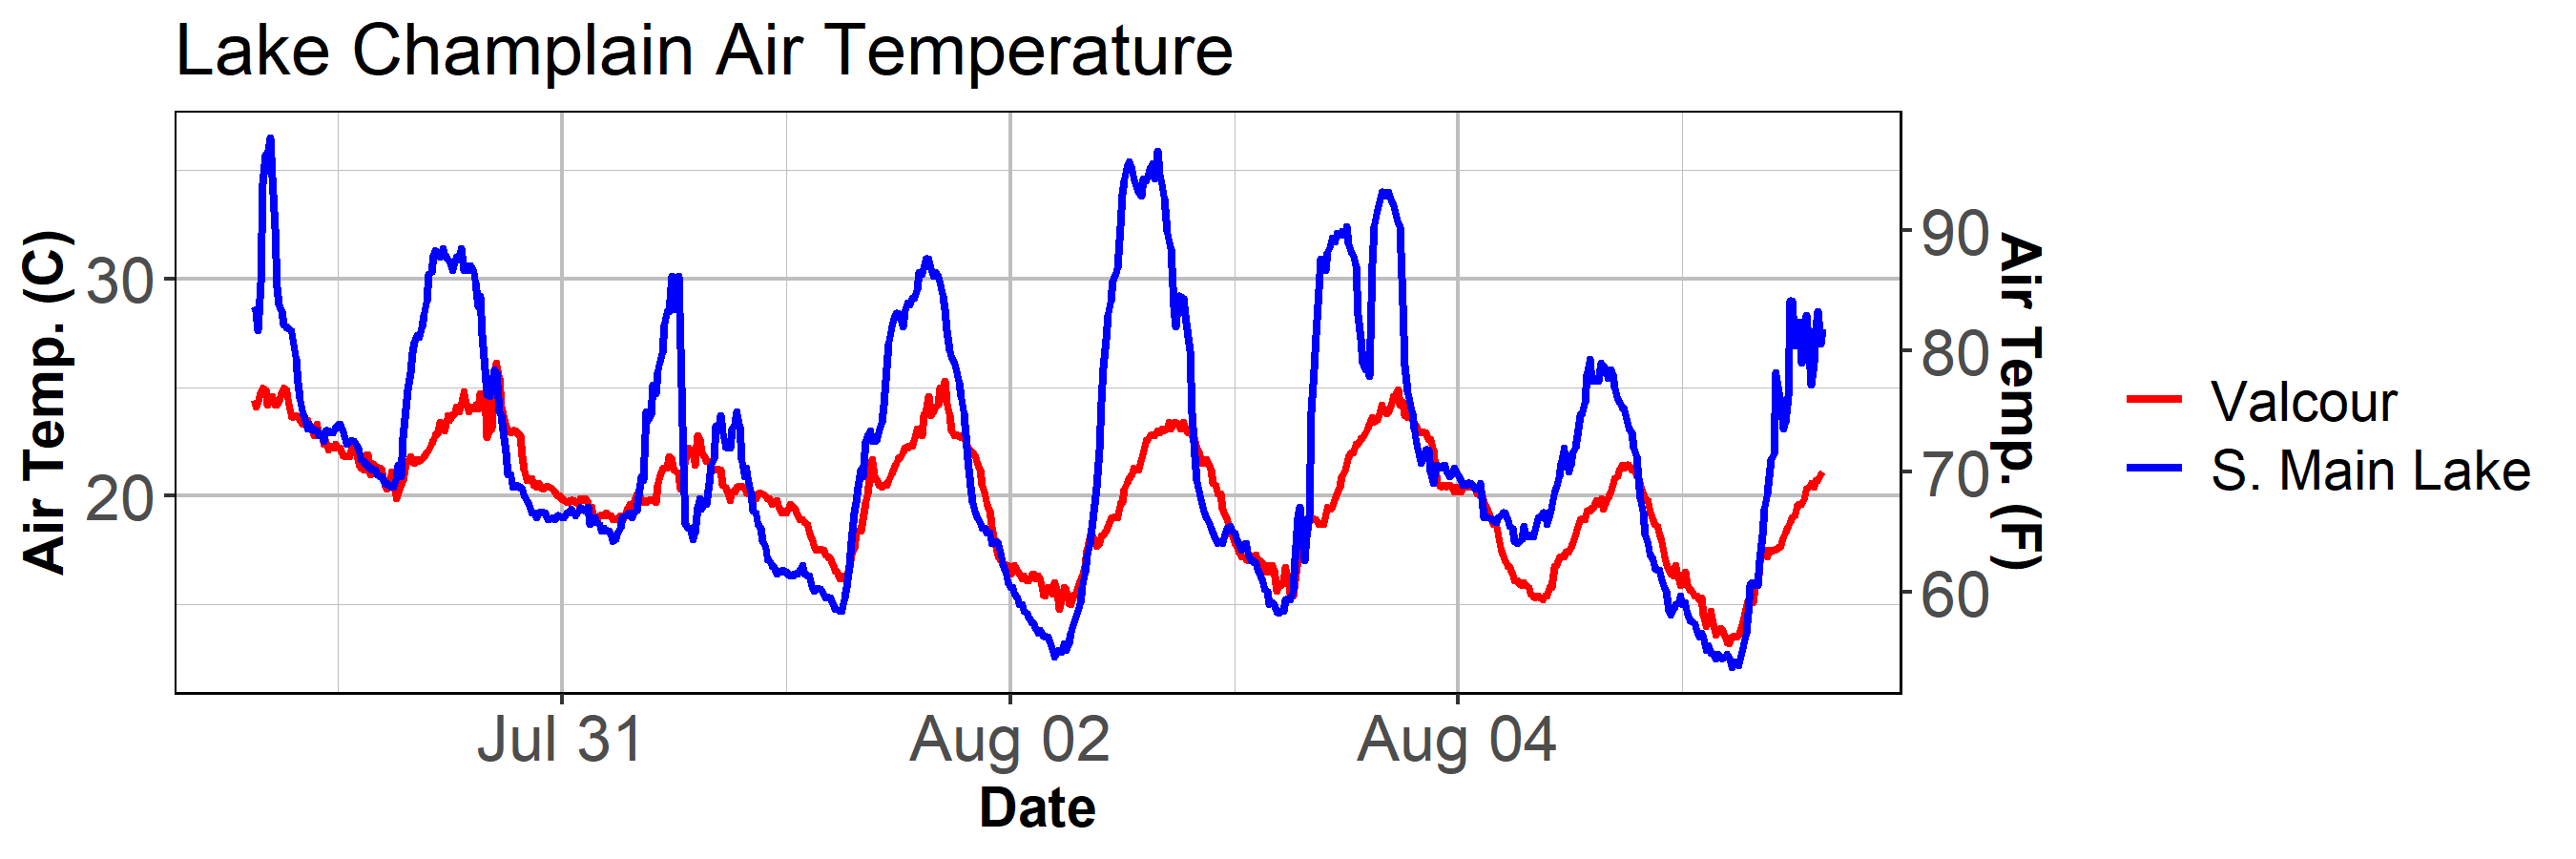 Lake Champlain Air Temperature
Air Temp. (C)
30
20
90
80
70
60
Air Temp. (F)
Valcour
S. Main Lake
Jul 31
Aug 02
Aug 04
Date